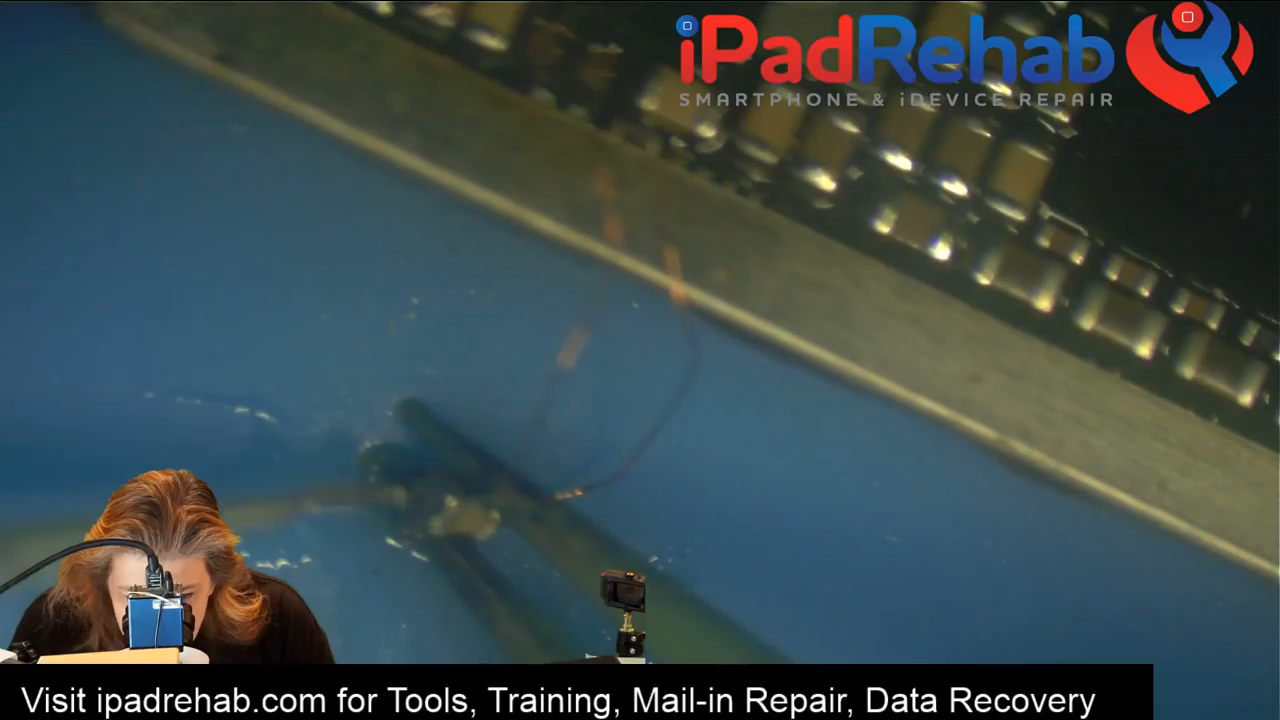 iPadRehab
SMARTPHONE & iDEVICE REPAIR
Visit ipadrehab.com for Tools, Training, Mail-in Repair, Data Recovery